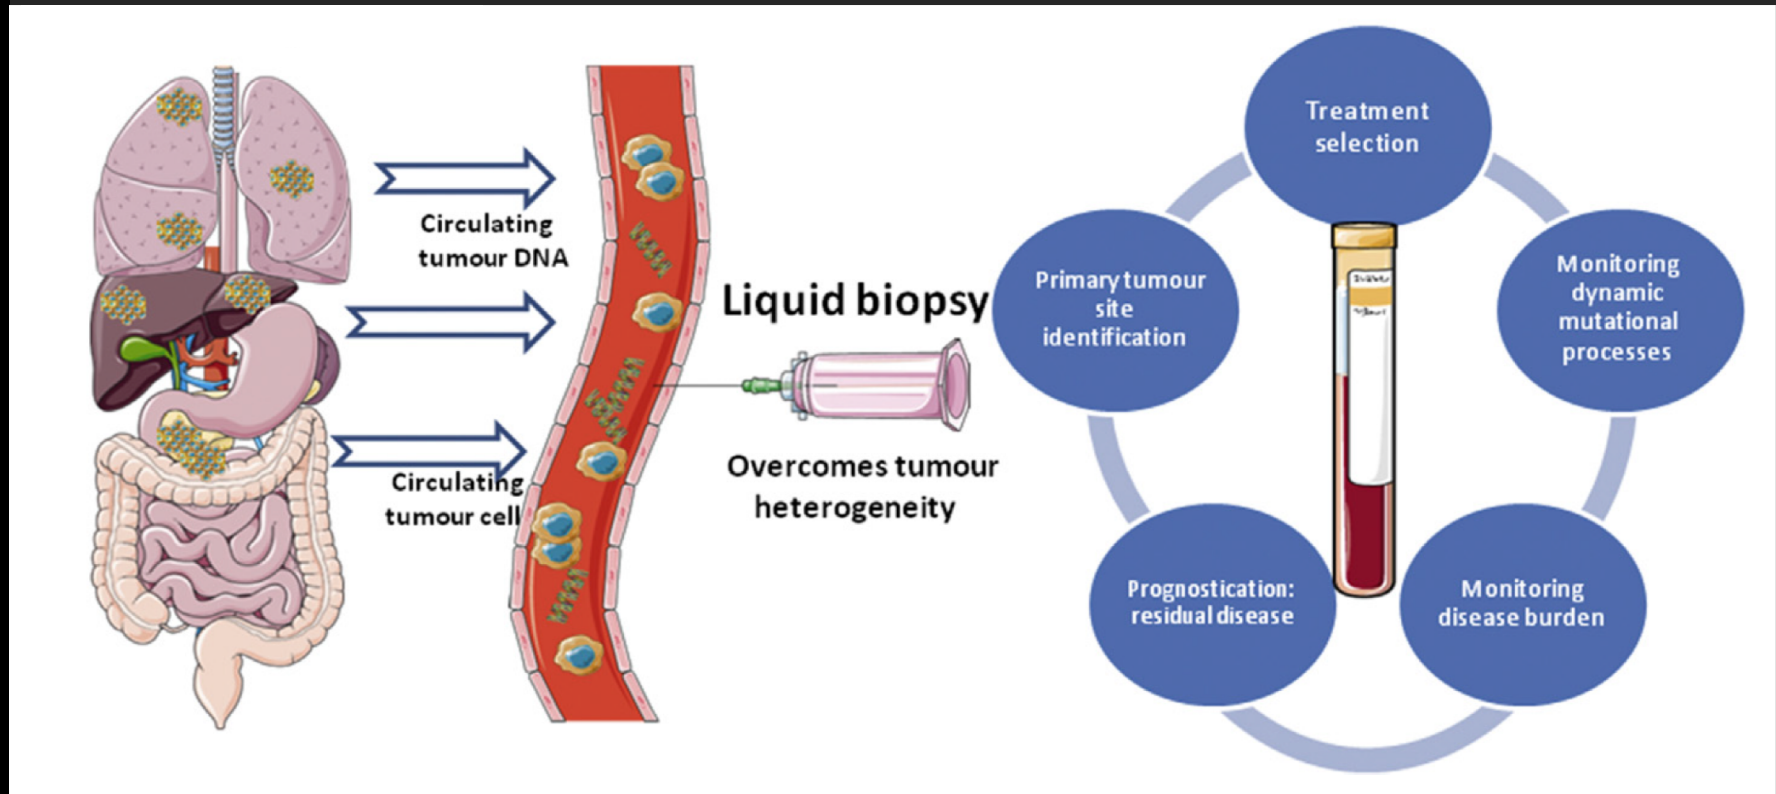 Circulating
tumour DNA
Circulating
tumour cell
Liquid biopsy
Overcomes tumour
heterogeneity
Treatment
selection
Primary tumour
site
identification
Monitoring
dynamic
mutational
processes
Prognostication:
residual disease
Monitoring
disease burden